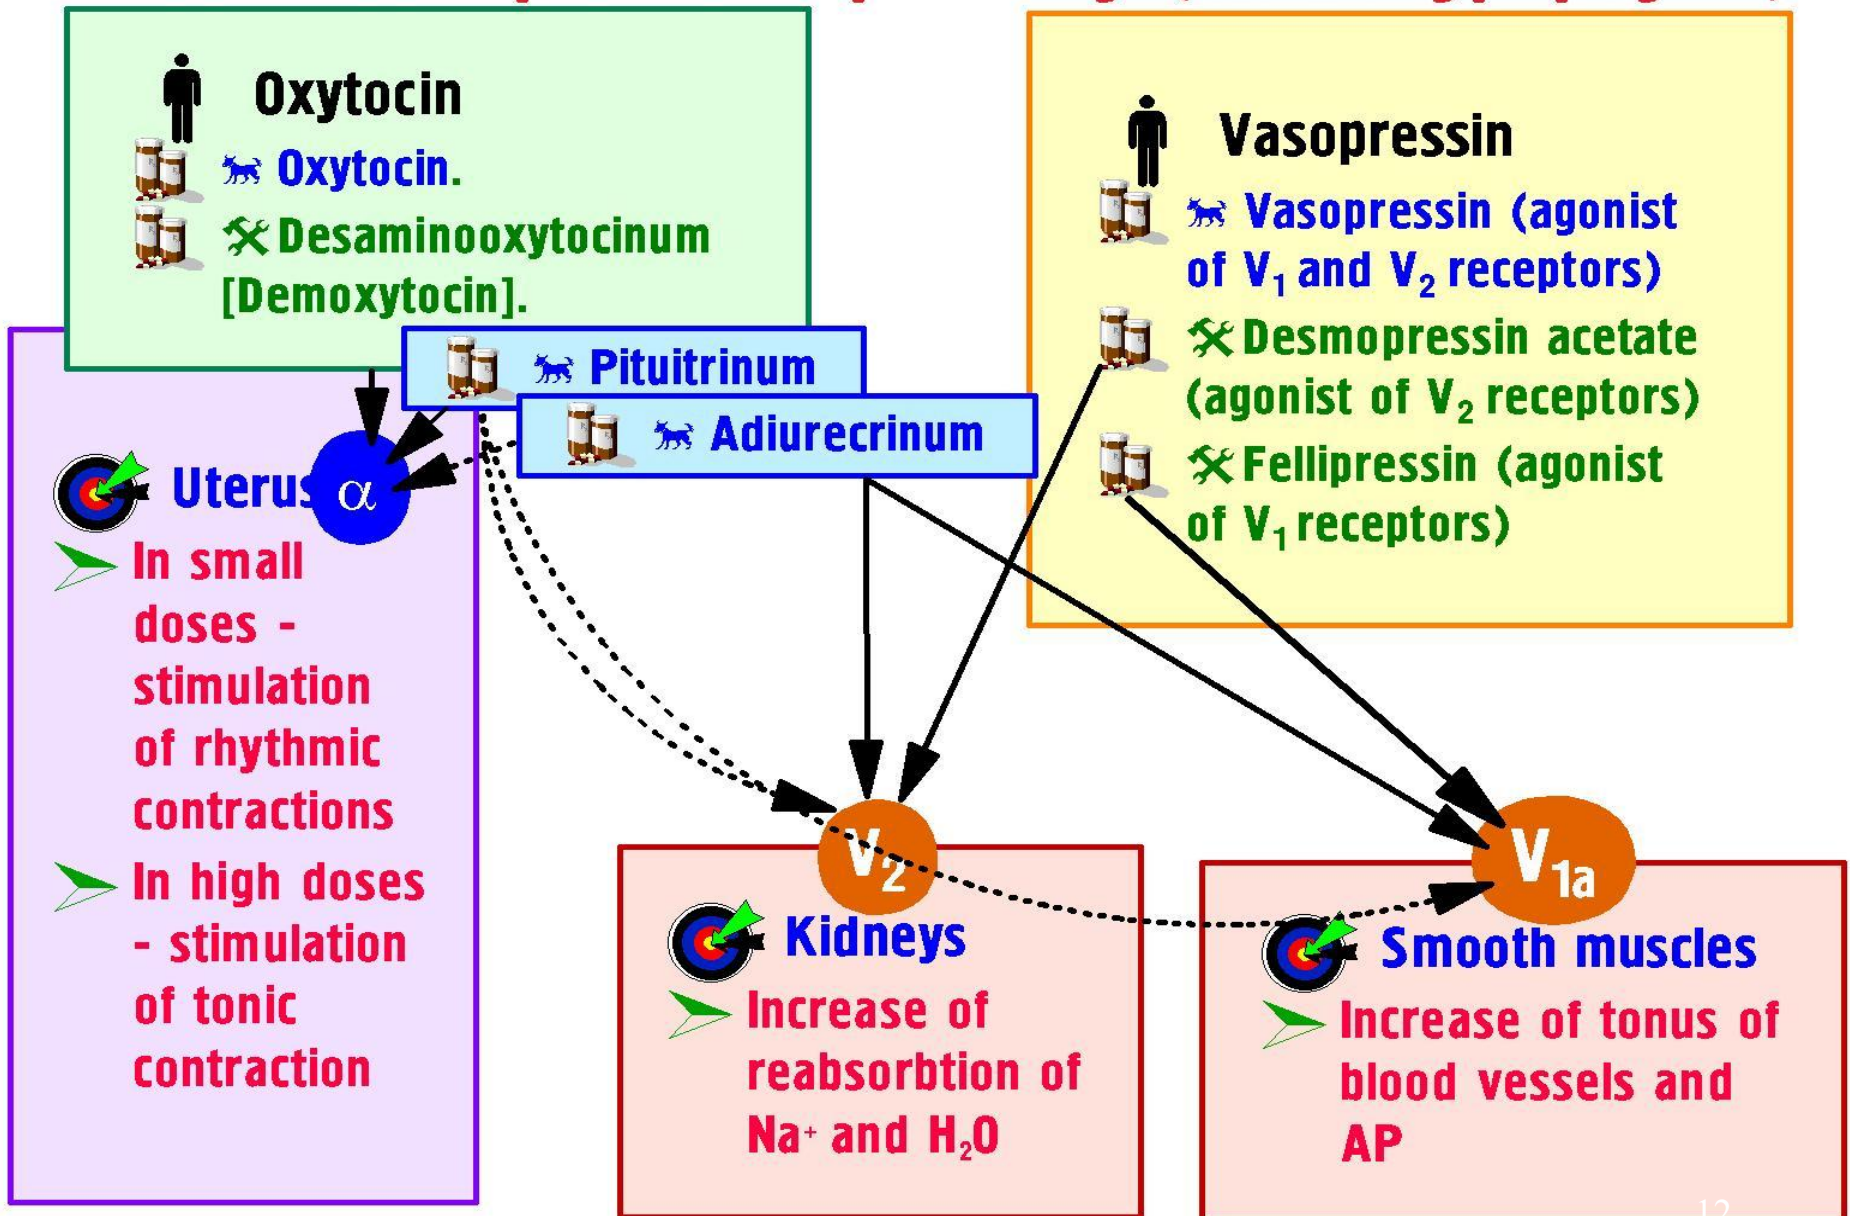 Oxytocin
Oxytocin.
Desaminooxytocinum
[Demoxytocin].
Vasopressin
Vasopressin (agonist
of V₁ and V₂ receptors)
Desmopressin acetate
(agonist of V₂ receptors)
Fellipressin (agonist
of V₁ receptors)
Pituitrinum
Adiurecrinum
Uterus
α
In small
doses -
stimulation
of rhythmic
contractions
In high doses
- stimulation
of tonic
contraction
V₂
Kidneys
Increase of
reabsorbtion of
Na⁺ and H₂O
V₁ₐ
Smooth muscles
Increase of tonus of
blood vessels and
AP
12